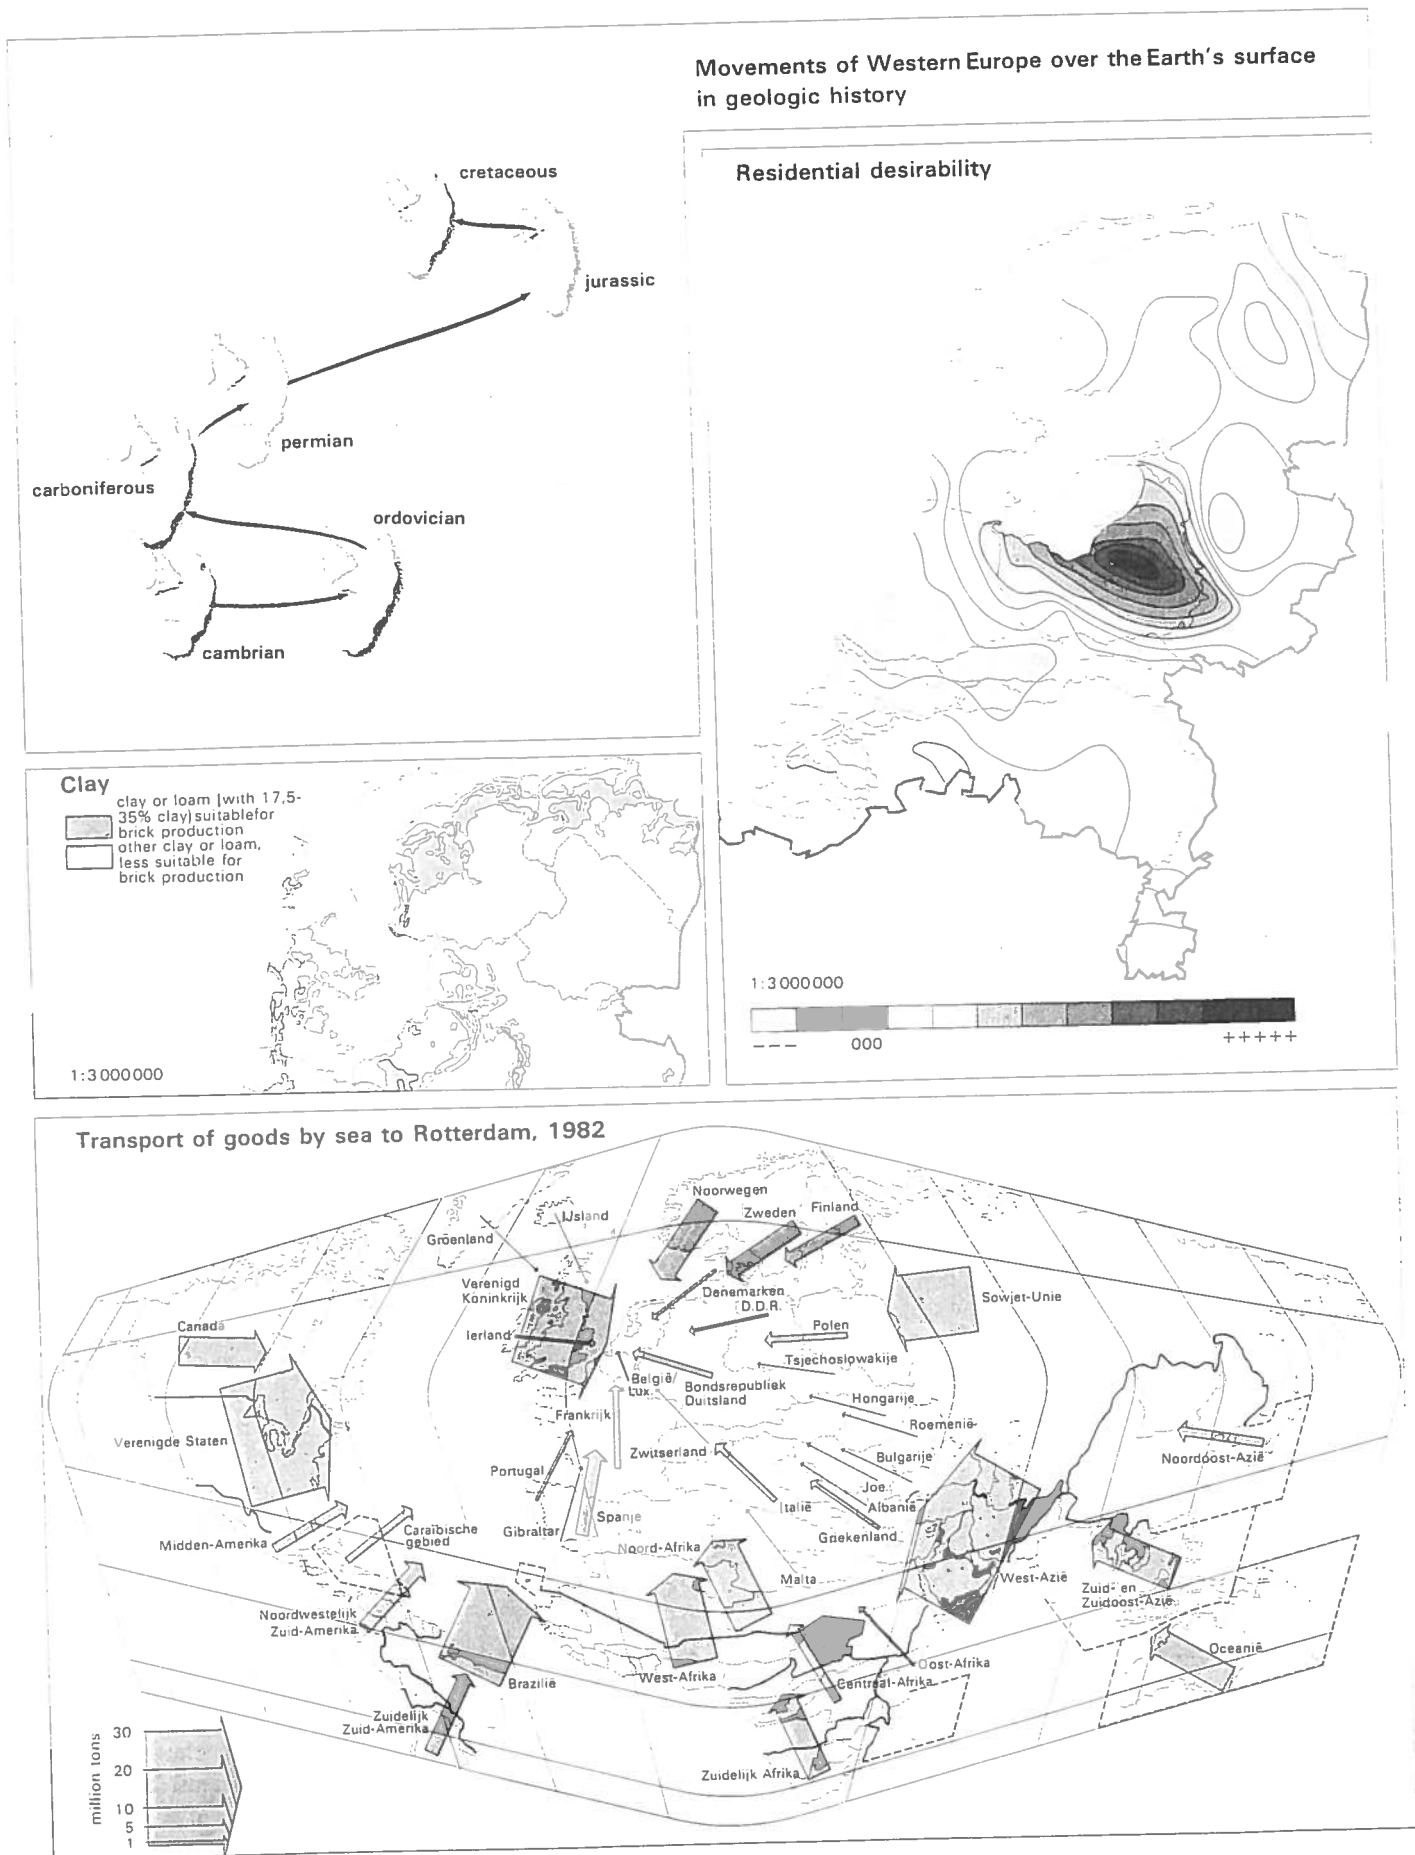 Movements of Western Europe over the Earth's surface
in geologic history
cretaceous
jurassic
permian
carboniferous
ordovician
cambrian
Residential desirability
1:3000000
--- 000 +++++
Clay
clay or loam (with 17,5-
35% clay) suitable for
brick production
other clay or loam,
less suitable for
brick production
1:3000000
Transport of goods by sea to Rotterdam, 1982
Noorwegen
Zweden
Finland
IJsland
Groenland
Verenigd
Koninkrijk
Ierland
Denemarken
D.D.R.
Sowjet-Unie
Polen
Tsjechoslowakije
Canada
België/
Lux.
Bondsrepubliek
Duitsland
Hongarije
Roemenië
Frankrijk
Verenigde Staten
Zwitserland
Bulgarije
Noordoost-Azië
Portugal
Joe.
Italië
Albanië
Spanje
Gibraltar
Griekenland
Midden-Amerika
Caraïbische
gebied
Noord-Afrika
Malta
West-Azië
Zuid- en
Zuidoost-Azië
Noordwestelijk
Zuid-Amerika
Oceanië
Brazilië
West-Afrika
Oost-Afrika
Centraal-Afrika
Zuidelijk
Zuid-Amerika
Zuidelijk Afrika
million tons
30
20
10
5
1